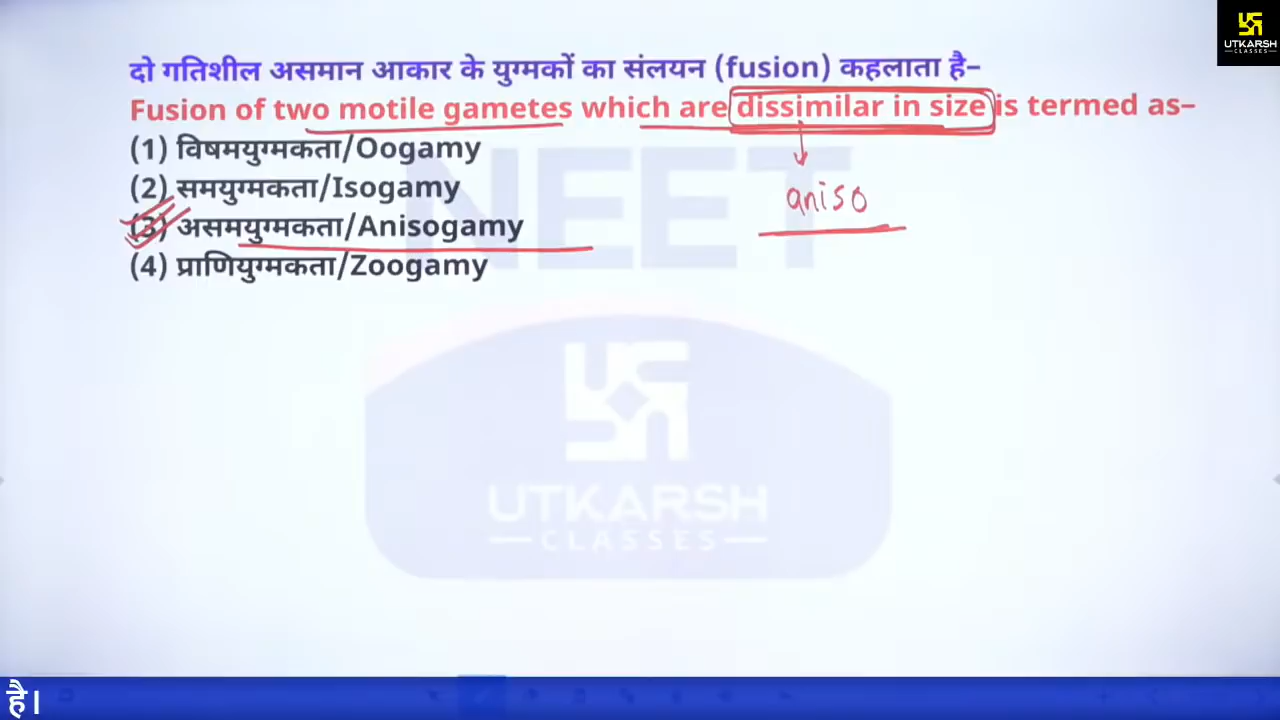 UTKARSH
CLASSES
दो गतिशील असमान आकार के युग्मकों का संलयन (fusion) कहलाता है–
Fusion of two motile gametes which are dissimilar in size is termed as–
(1) विषमयुग्मकता/Oogamy
(2) समयुग्मकता/Isogamy
aniso
(3) असमयुग्मकता/Anisogamy
(4) प्राणियुग्मकता/Zoogamy
NEET
UTKARSH
CLASSES
है।